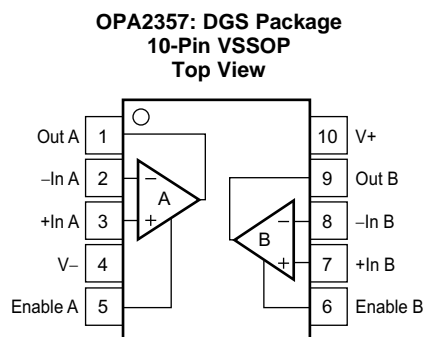 OPA2357: DGS Package
10-Pin VSSOP
Top View
Out A 1 10 V+
–In A 2 – 9 Out B
A
+In A 3 + – 8 –In B
B
V– 4 + 7 +In B
Enable A 5 6 Enable B